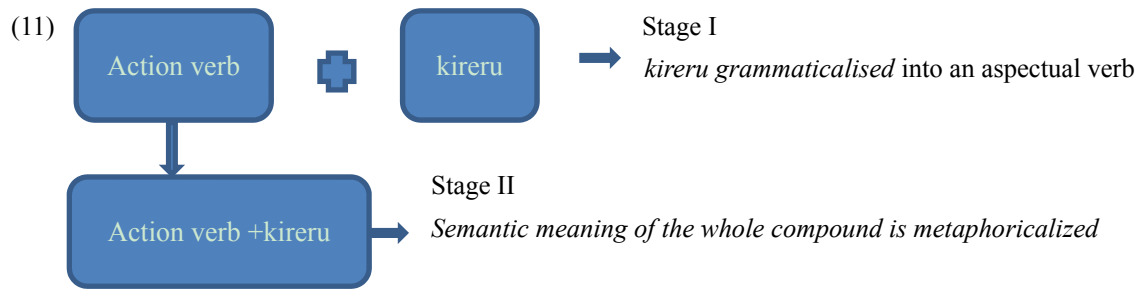 (11)
Action verb
kireru
Stage I
kireru grammaticalised into an aspectual verb
Action verb +kireru
Stage II
Semantic meaning of the whole compound is metaphoricalized